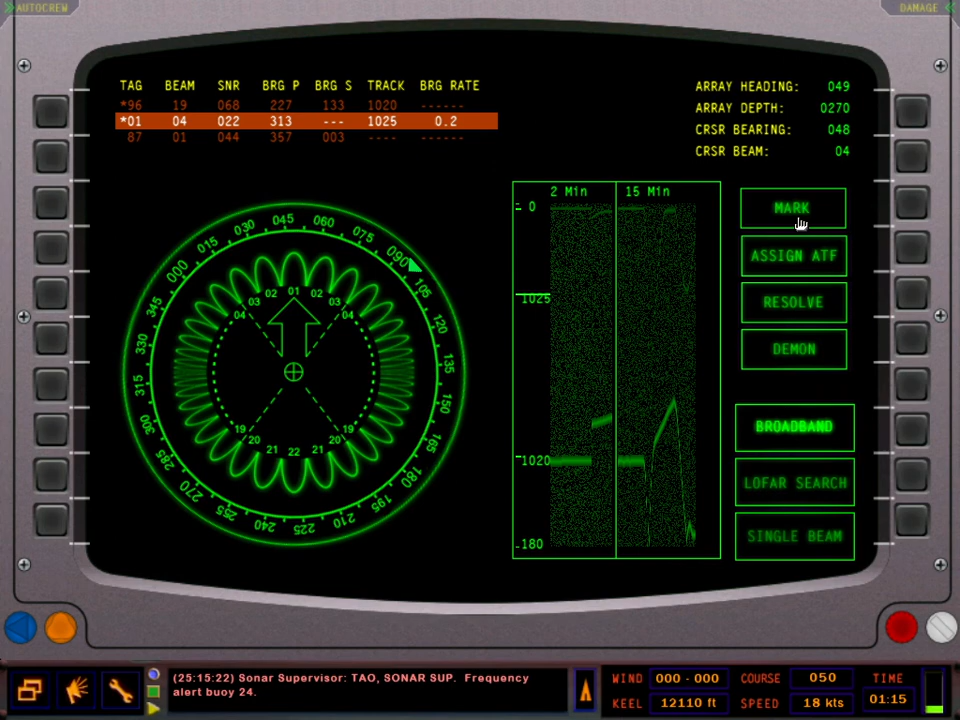 AUTOCREW
DAMAGE
TAG BEAM SNR BRG P BRG S TRACK BRG RATE
*96 19 068 227 133 1020 ------
*01 04 022 313 --- 1025 0.2
87 01 044 357 003 ---- ------
ARRAY HEADING: 049
ARRAY DEPTH: 0270
CRSR BEARING: 048
CRSR BEAM: 04
2 Min 15 Min
0
1025
1020
180
045 060 075 090 105 120 135 150 165 180 195 210 225 240 255 270 285 300 315 330 345 000 015 030
01 02 03 04 19 20 21 22 21 20 19 04 03 02
MARK
ASSIGN ATF
RESOLVE
DEMON
BROADBAND
LOFAR SEARCH
SINGLE BEAM
(25:15:22) Sonar Supervisor: TAO, SONAR SUP. Frequency
alert buoy 24.
WIND 000 - 000 COURSE 050 TIME
KEEL 12110 ft SPEED 18 kts 01:15